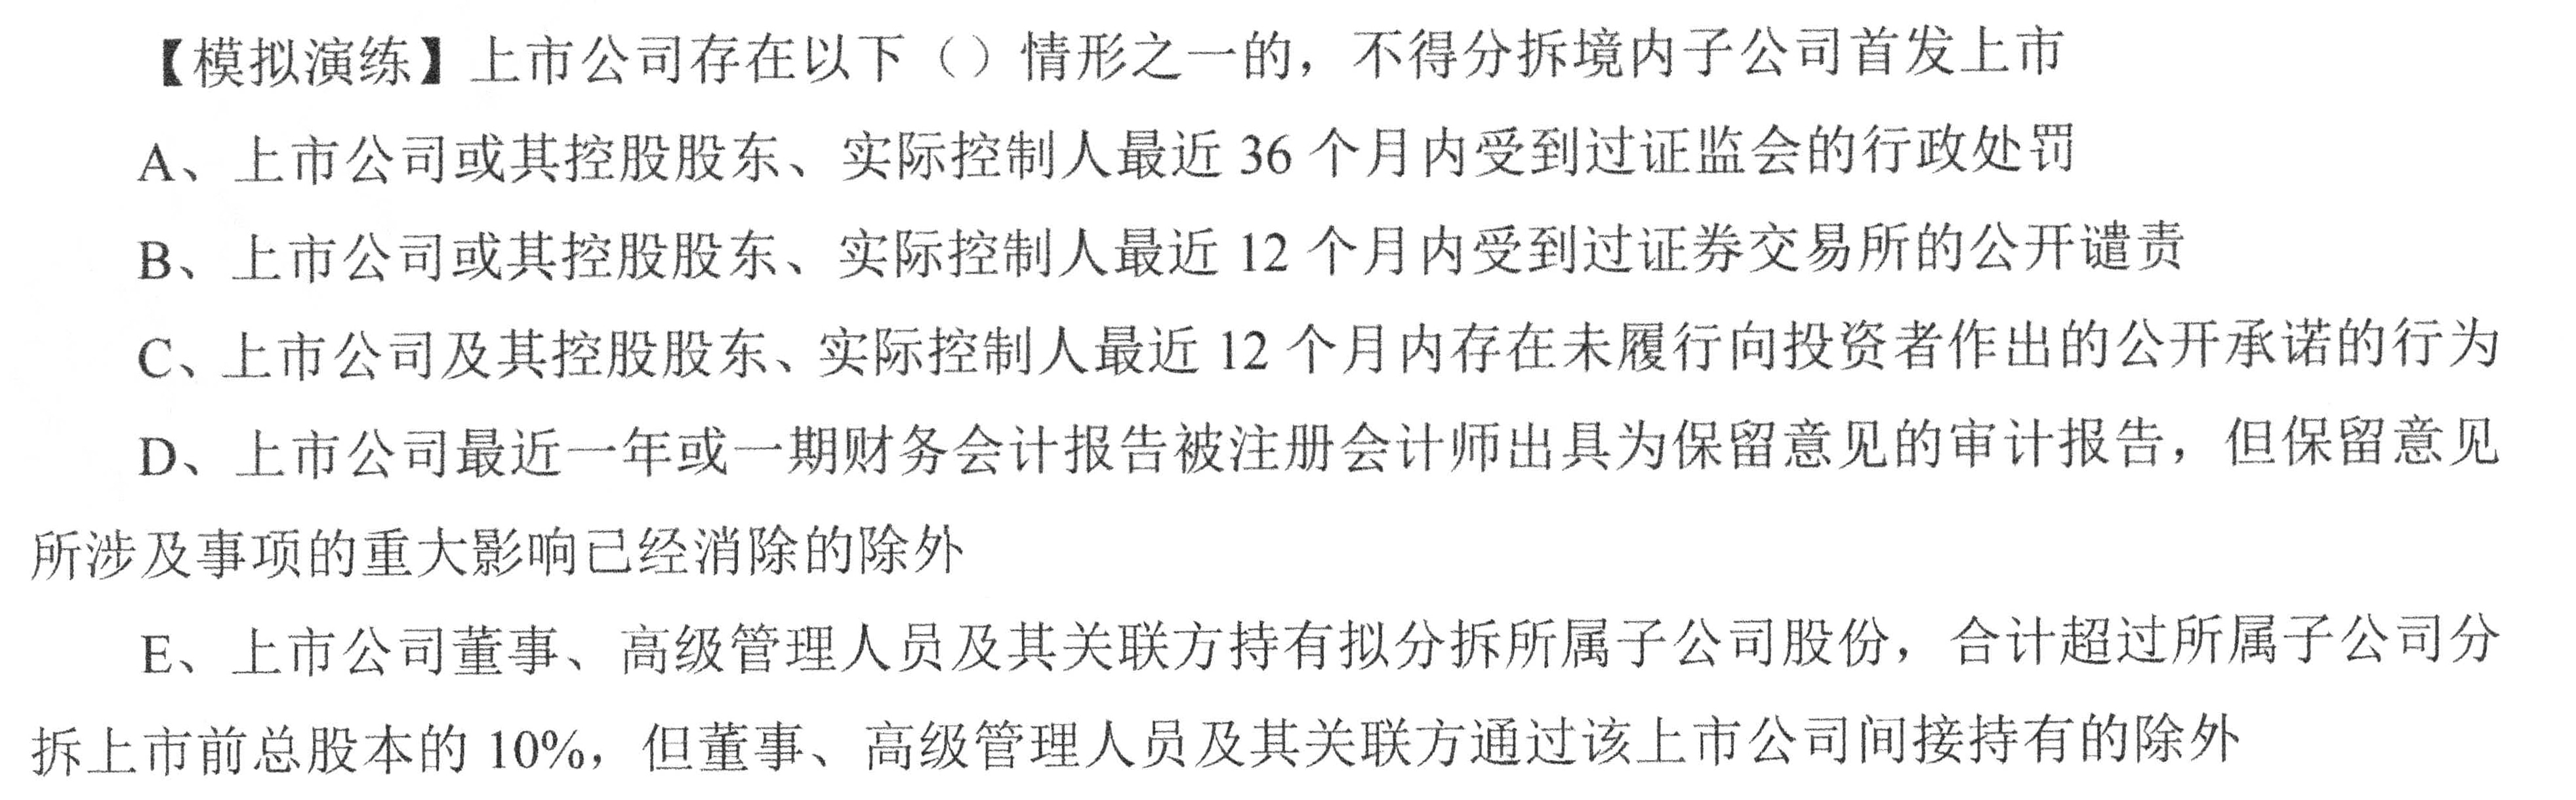 【模拟演练】上市公司存在以下（）情形之一的，不得分拆境内子公司首发上市
A、上市公司或其控股股东、实际控制人最近 36 个月内受到过证监会的行政处罚
B、上市公司或其控股股东、实际控制人最近 12 个月内受到过证券交易所的公开谴责
C、上市公司及其控股股东、实际控制人最近 12 个月内存在未履行向投资者作出的公开承诺的行为
D、上市公司最近一年或一期财务会计报告被注册会计师出具为保留意见的审计报告，但保留意见
所涉及事项的重大影响已经消除的除外
E、上市公司董事、高级管理人员及其关联方持有拟分拆所属子公司股份，合计超过所属子公司分
拆上市前总股本的 10%，但董事、高级管理人员及其关联方通过该上市公司间接持有的除外